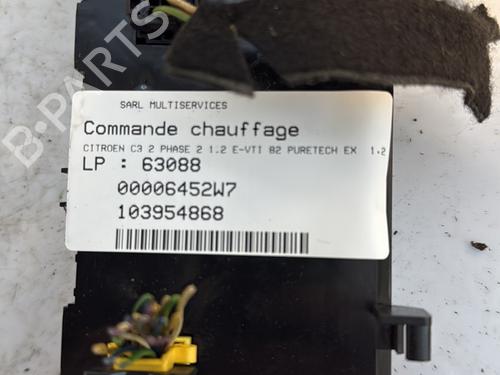 SARL MULTISERVICES
Commande chauffage
CITROEN C3 2 PHASE 2 1.2 E-VTI 82 PURETECH EX 1.2
LP : 63088
00006452W7
103954868
B-PARTS